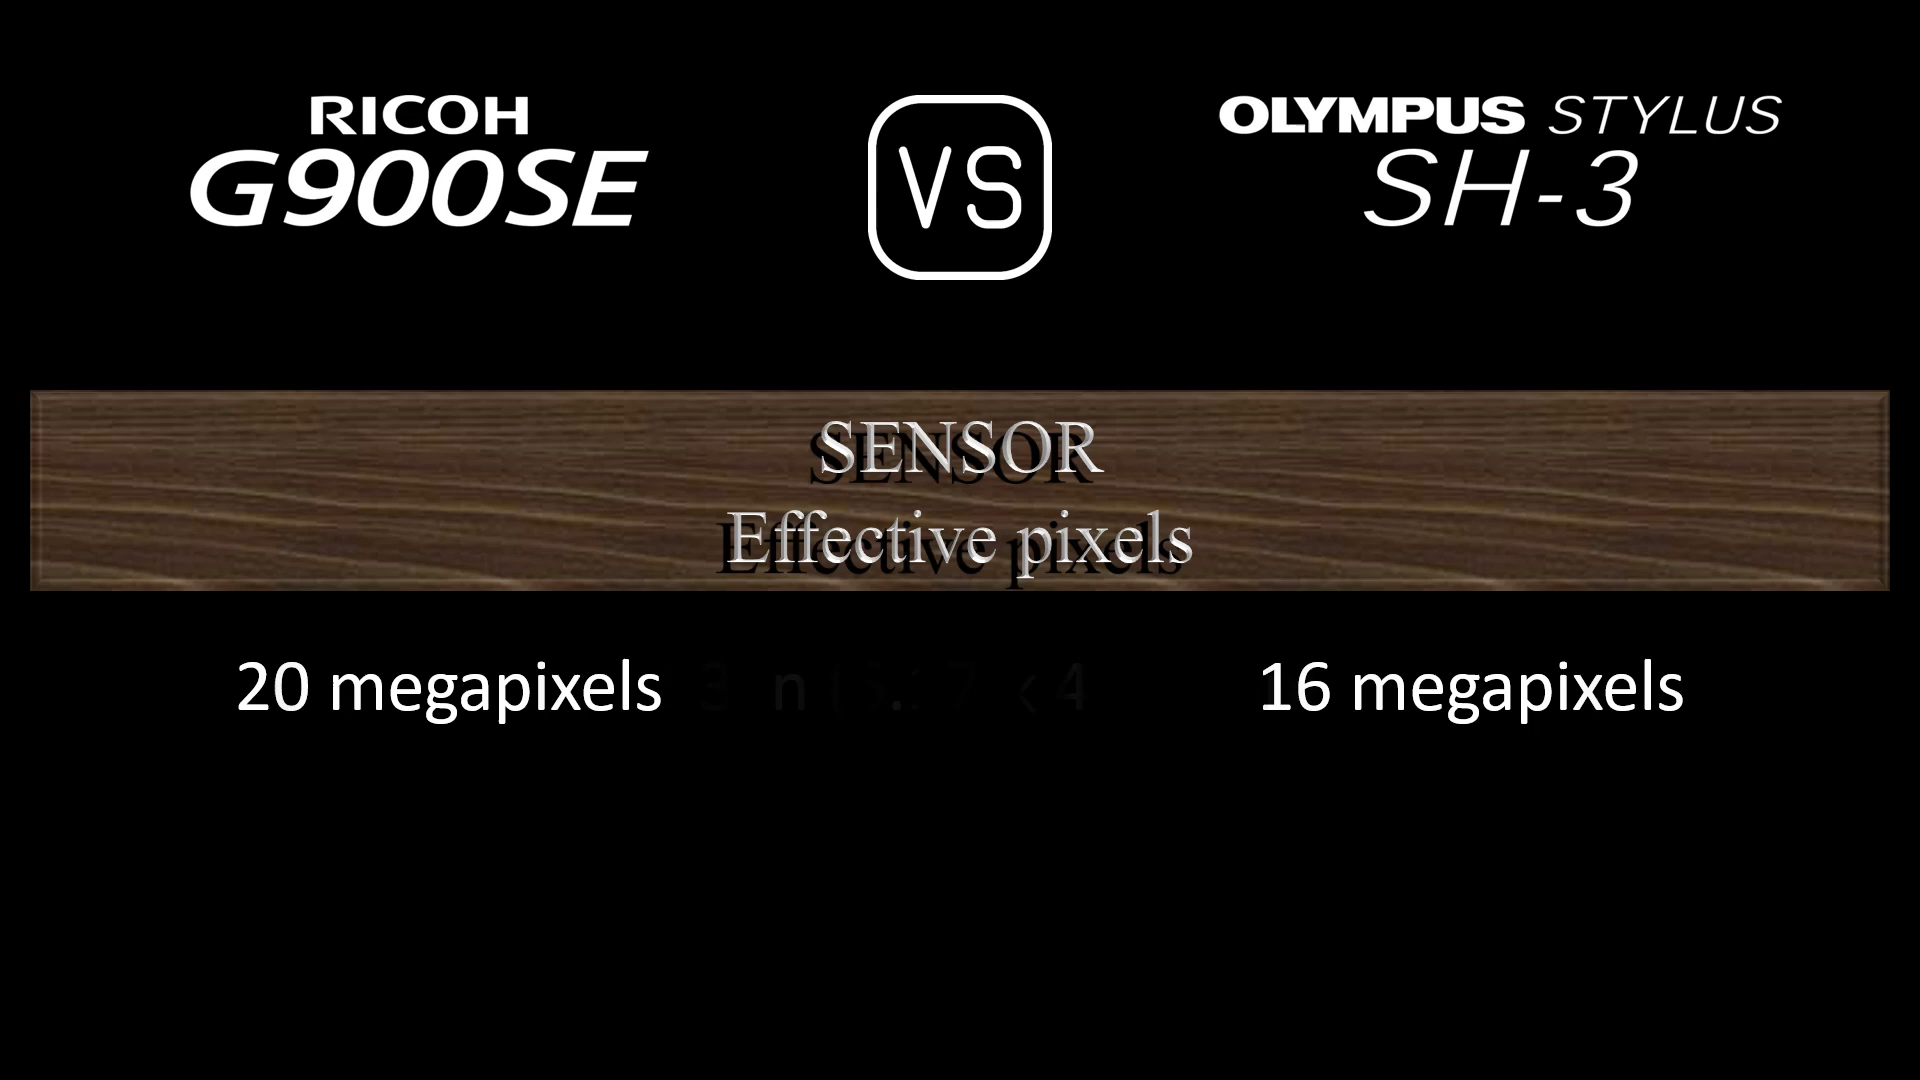 RICOH
G900SE
VS
OLYMPUS STYLUS
SH-3
SENSOR
Effective pixels
20 megapixels
16 megapixels